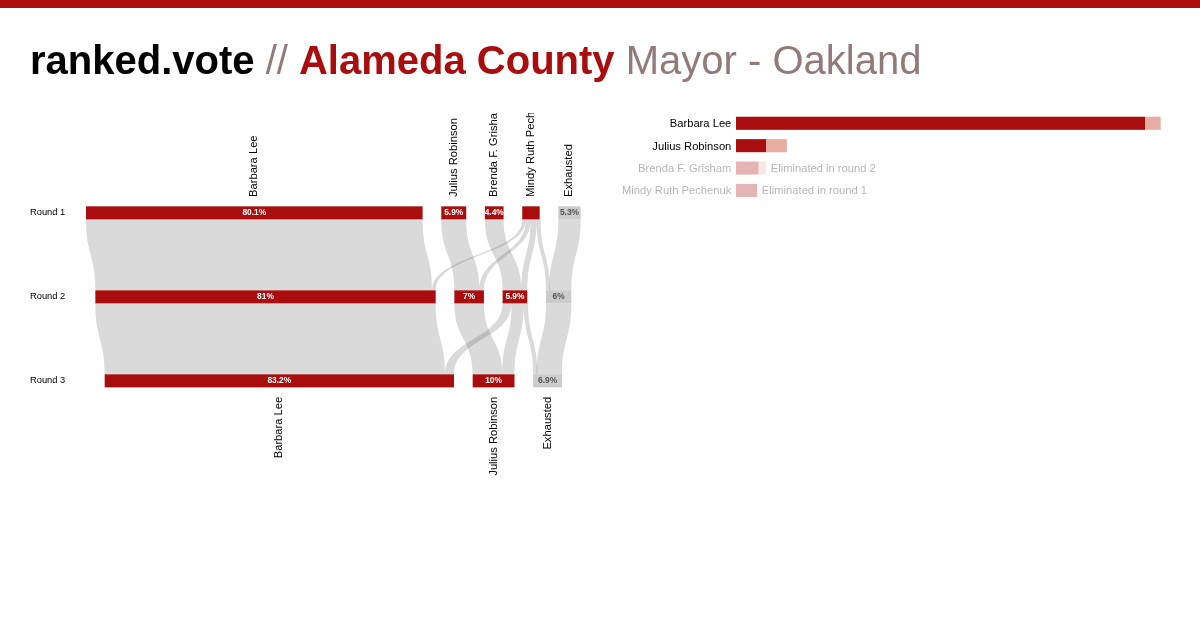 ranked.vote // Alameda County Mayor - Oakland
Barbara Lee
Julius Robinson
Brenda F. Grisha
Mindy Ruth Pech
Exhausted
Round 1
80.1%
5.9%
4.4%
5.3%
Round 2
81%
7%
5.9%
6%
Round 3
83.2%
10%
6.9%
Barbara Lee
Julius Robinson
Exhausted
Barbara Lee
Julius Robinson
Brenda F. Grisham Eliminated in round 2
Mindy Ruth Pechenuk Eliminated in round 1